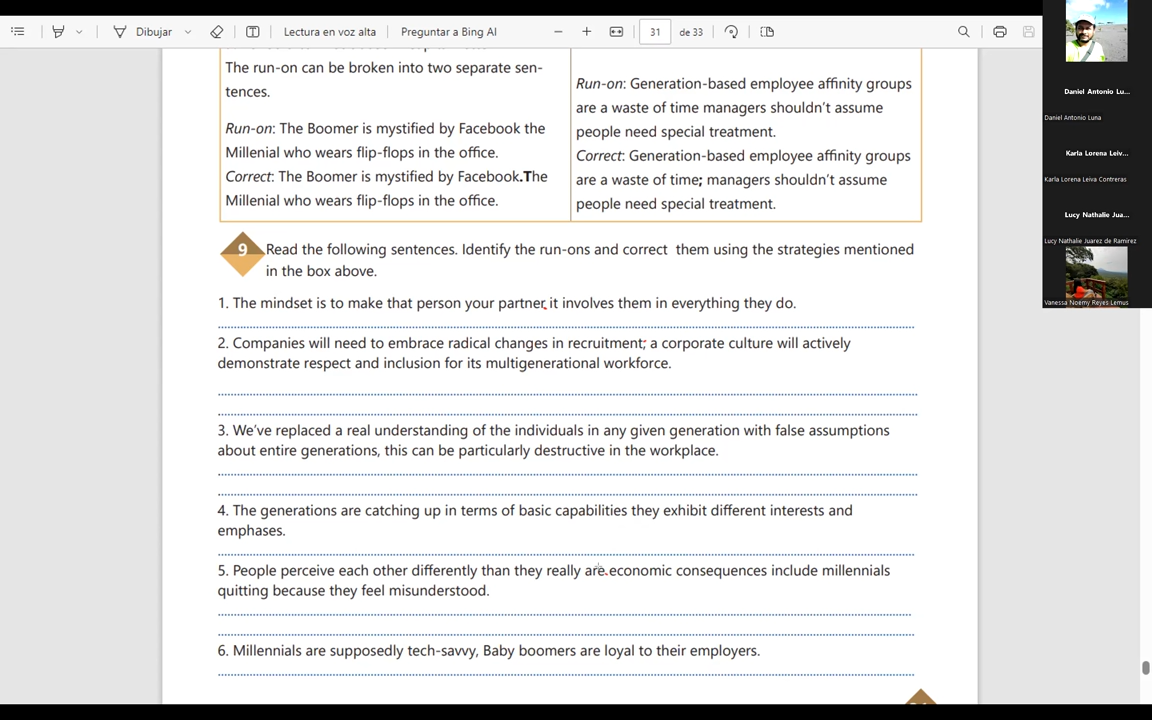 Dibujar
Lectura en voz alta
Preguntar a Bing AI
31
de 33
The run-on can be broken into two separate sen-
tences.
Run-on: The Boomer is mystified by Facebook the
Millenial who wears flip-flops in the office.
Correct: The Boomer is mystified by Facebook.The
Millenial who wears flip-flops in the office.
Run-on: Generation-based employee affinity groups
are a waste of time managers shouldn't assume
people need special treatment.
Correct: Generation-based employee affinity groups
are a waste of time; managers shouldn't assume
people need special treatment.
9
Read the following sentences. Identify the run-ons and correct them using the strategies mentioned
in the box above.
1. The mindset is to make that person your partner, it involves them in everything they do.
2. Companies will need to embrace radical changes in recruitment; a corporate culture will actively
demonstrate respect and inclusion for its multigenerational workforce.
3. We've replaced a real understanding of the individuals in any given generation with false assumptions
about entire generations, this can be particularly destructive in the workplace.
4. The generations are catching up in terms of basic capabilities they exhibit different interests and
emphases.
5. People perceive each other differently than they really are.economic consequences include millennials
quitting because they feel misunderstood.
6. Millennials are supposedly tech-savvy, Baby boomers are loyal to their employers.
Daniel Antonio Lu...
Daniel Antonio Luna
Karla Lorena Leiv...
Karla Lorena Leiva Contreras
Lucy Nathalie Jua...
Lucy Nathalie Juarez de Ramirez
Vanessa Noemy Reyes Lemus